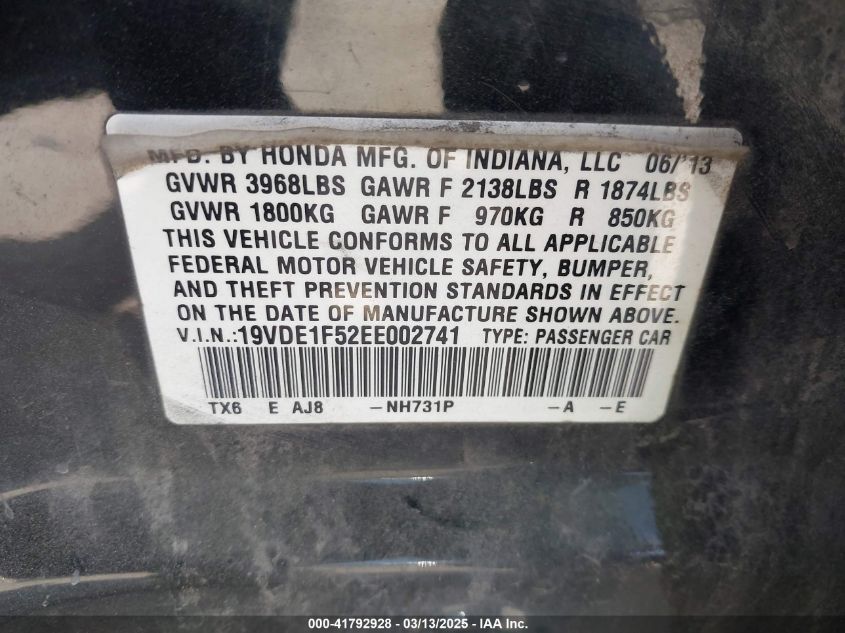 MFD. BY HONDA MFG. OF INDIANA, LLC 06/'13
GVWR 3968LBS GAWR F 2138LBS R 1874LBS
GVWR 1800KG GAWR F 970KG R 850KG
THIS VEHICLE CONFORMS TO ALL APPLICABLE
FEDERAL MOTOR VEHICLE SAFETY, BUMPER,
AND THEFT PREVENTION STANDARDS IN EFFECT
ON THE DATE OF MANUFACTURE SHOWN ABOVE.
V.I.N.:19VDE1F52EE002741 TYPE: PASSENGER CAR
TX6 E AJ8 -NH731P -A -E
000-41792928 - 03/13/2025 - IAAI Inc.